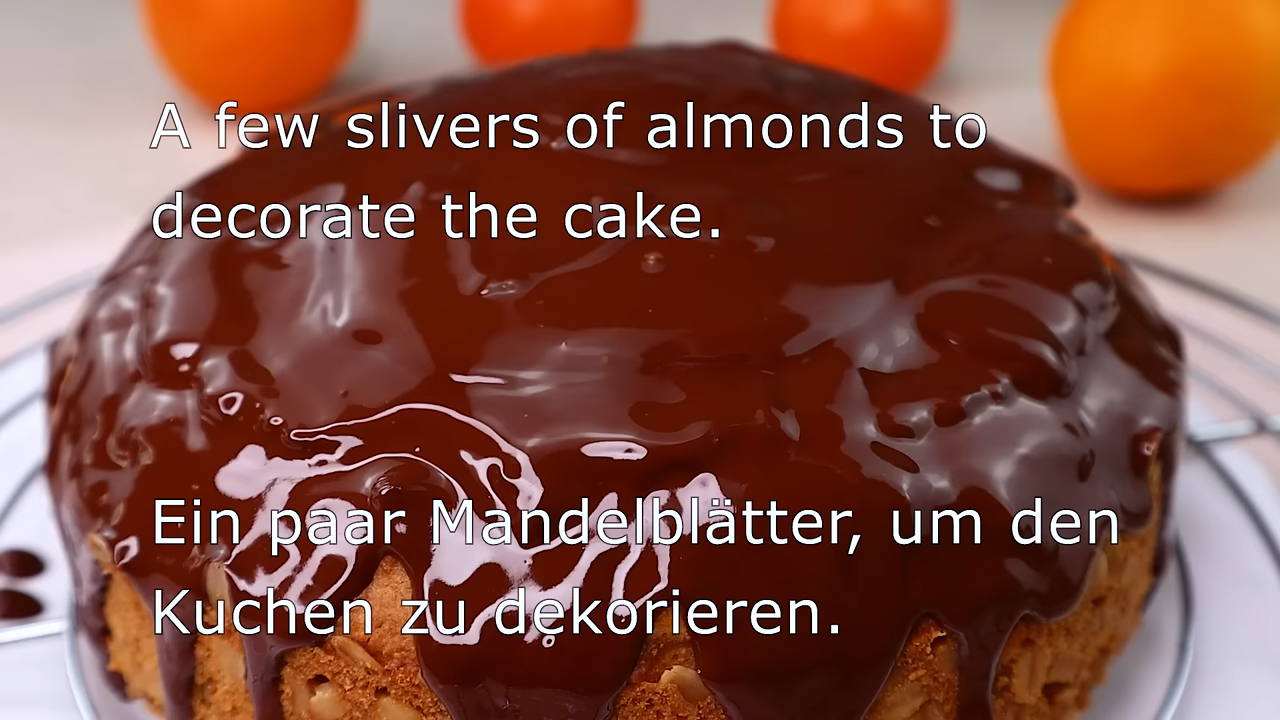 A few slivers of almonds to
decorate the cake.
Ein paar Mandelblätter, um den
Kuchen zu dekorieren.